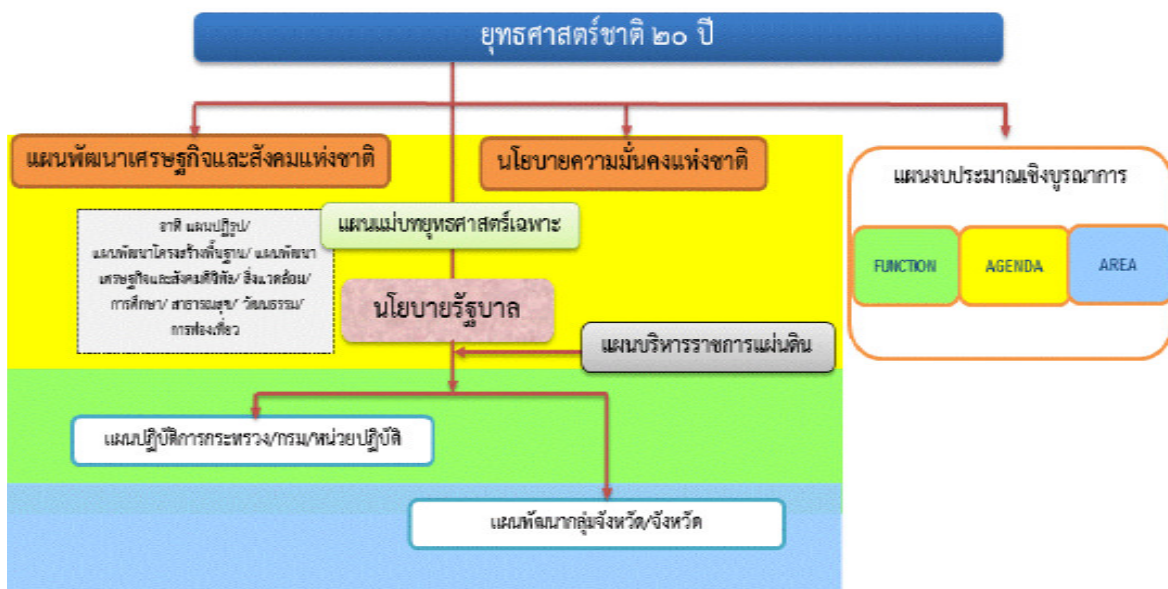 ยุทธศาสตร์ชาติ ๒๐ ปี
แผนพัฒนาเศรษฐกิจและสังคมแห่งชาติ
นโยบายความมั่นคงแห่งชาติ
แผนงบประมาณเชิงบูรณาการ
FUNCTION
AGENDA
AREA
แผนแม่บทยุทธศาสตร์เฉพาะ
อาทิ แผนปฏิรูป/
แผนพัฒนาโครงสร้างพื้นฐาน/ แผนพัฒนา
เศรษฐกิจและสังคมดิจิทัล/ สิ่งแวดล้อม/
การศึกษา/ สาธารณสุข/ วัฒนธรรม/
การท่องเที่ยว
นโยบายรัฐบาล
แผนบริหารราชการแผ่นดิน
แผนปฏิบัติการกระทรวง/กรม/หน่วยปฏิบัติ
แผนพัฒนากลุ่มจังหวัด/จังหวัด